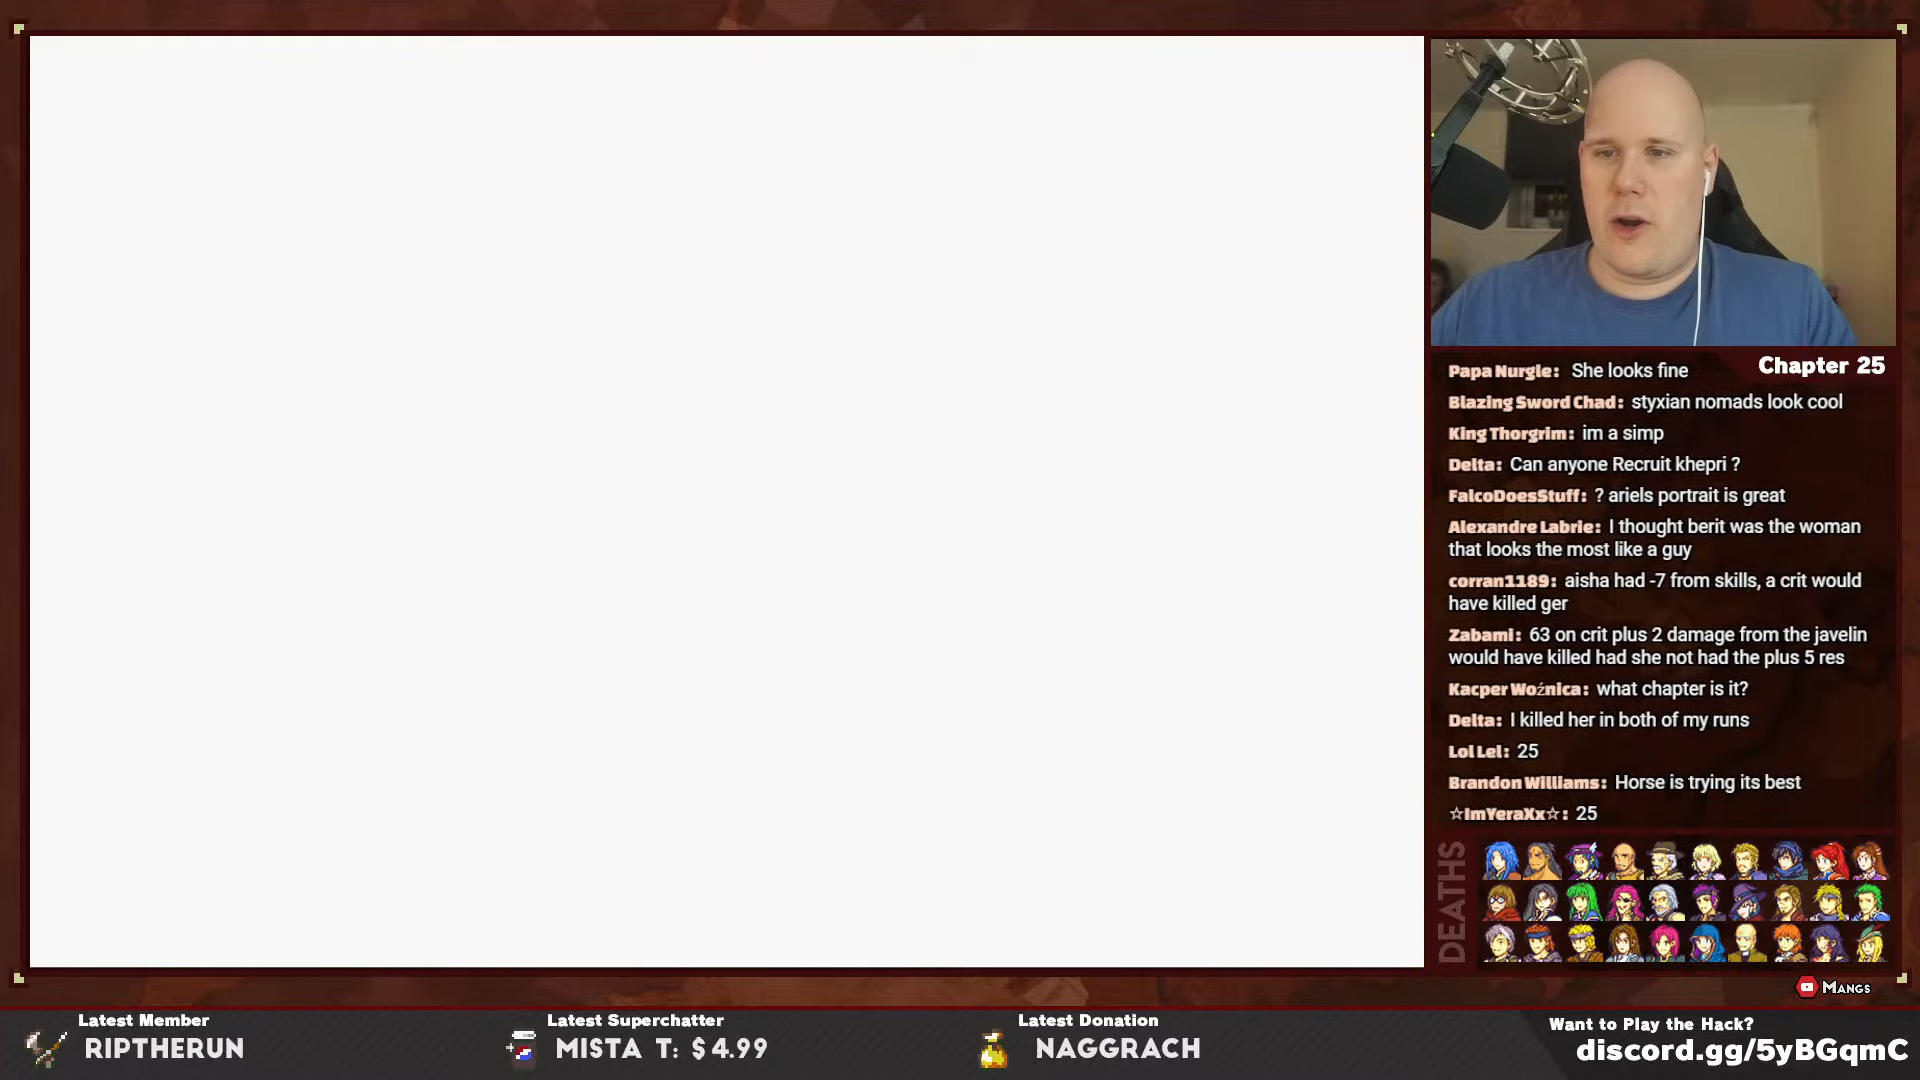 Chapter 25
Papa Nurgle: She looks fine
Blazing Sword Chad: styxian nomads look cool
King Thorgrim: im a simp
Delta: Can anyone Recruit khepri ?
FalcoDoesStuff: ? ariels portrait is great
Alexandre Labrie: I thought berit was the woman
that looks the most like a guy
corran1189: aisha had -7 from skills, a crit would
have killed ger
Zabami: 63 on crit plus 2 damage from the javelin
would have killed had she not had the plus 5 res
Kacper Woźnica: what chapter is it?
Delta: I killed her in both of my runs
Lol Lel: 25
Brandon Williams: Horse is trying its best
☆ImYeraXx☆: 25
DEATHS
Mangs
Latest Member
RIPTHERUN
Latest Superchatter
MISTA T: $4.99
Latest Donation
NAGGRACH
Want to Play the Hack?
discord.gg/5yBGqmC